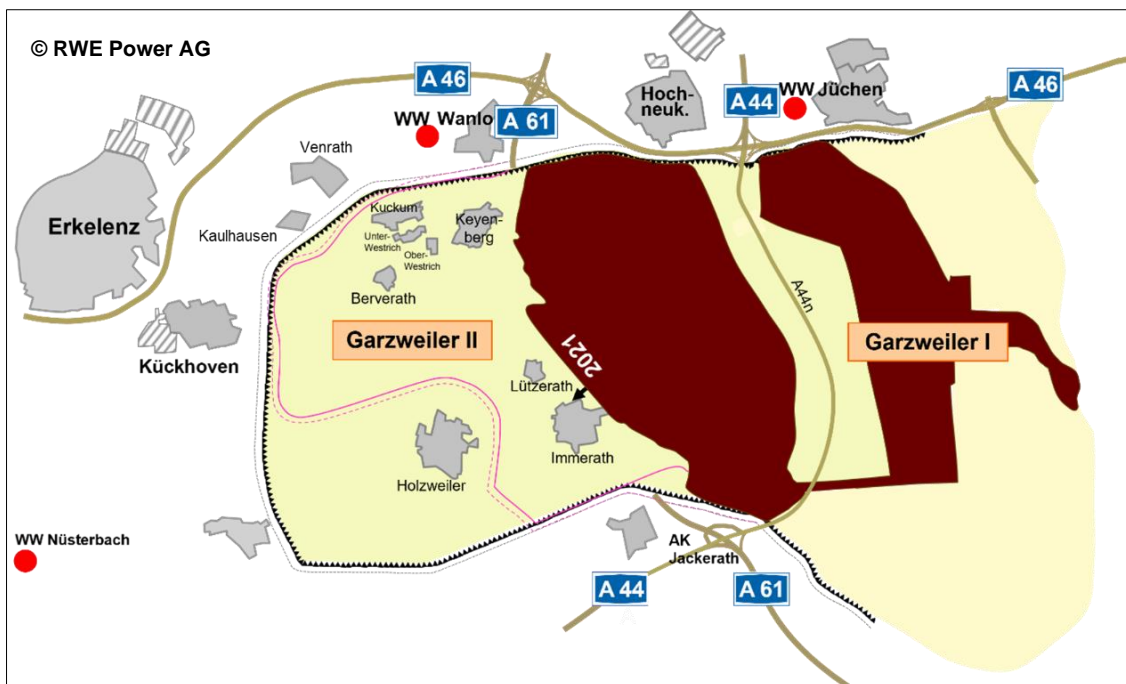 © RWE Power AG
A 46
A 61
WW Wanlo
Hoch-
neuk.
A 44
WW Jüchen
A 46
Venrath
Erkelenz
Kaulhausen
Kuckum
Unter-
Westrich
Ober-
Westrich
Keyen-
berg
Berverath
A44n
Garzweiler II
Garzweiler I
Kückhoven
2021
Lützerath
Immerath
Holzweiler
WW Nüsterbach
AK
Jackerath
A 44
A 61